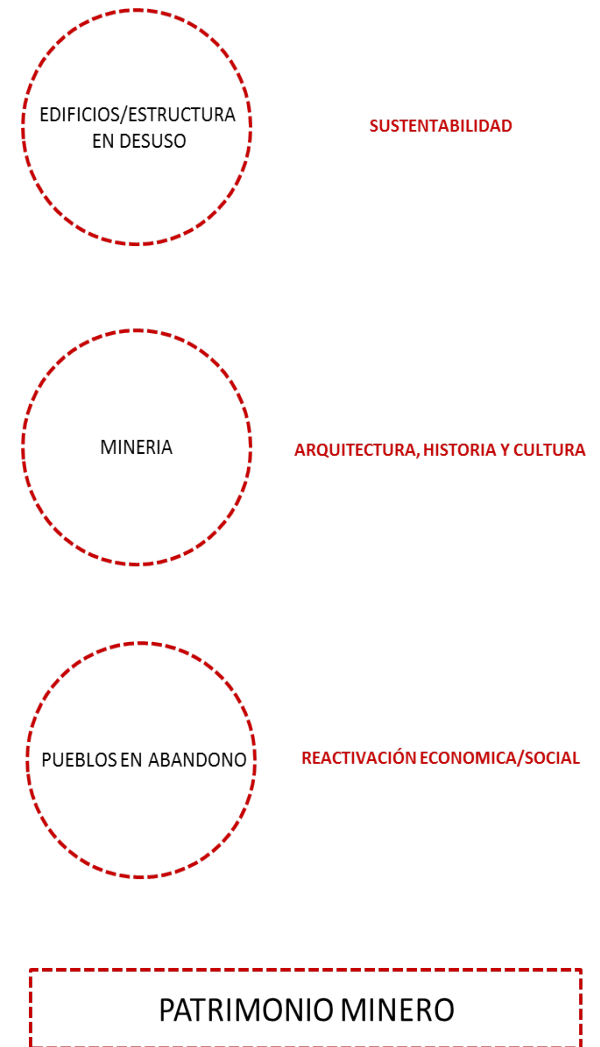 EDIFICIOS/ESTRUCTURA
EN DESUSO
SUSTENTABILIDAD
MINERIA
ARQUITECTURA, HISTORIA Y CULTURA
PUEBLOS EN ABANDONO
REACTIVACIÓN ECONOMICA/SOCIAL
PATRIMONIO MINERO